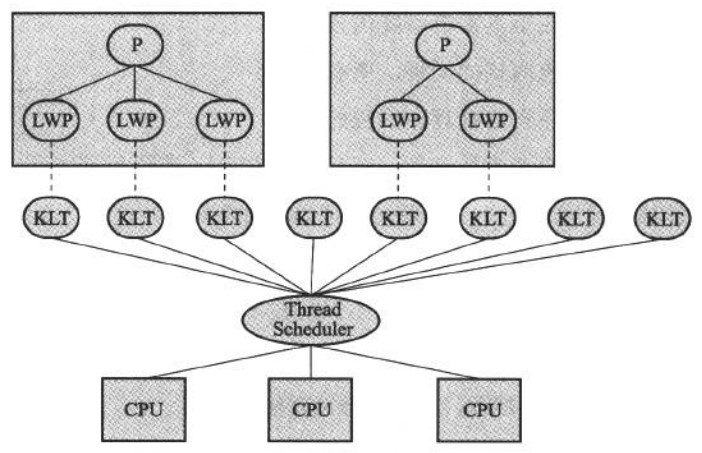 P P
LWP LWP LWP LWP LWP
KLT KLT KLT KLT KLT KLT KLT KLT
Thread
Scheduler
CPU CPU CPU